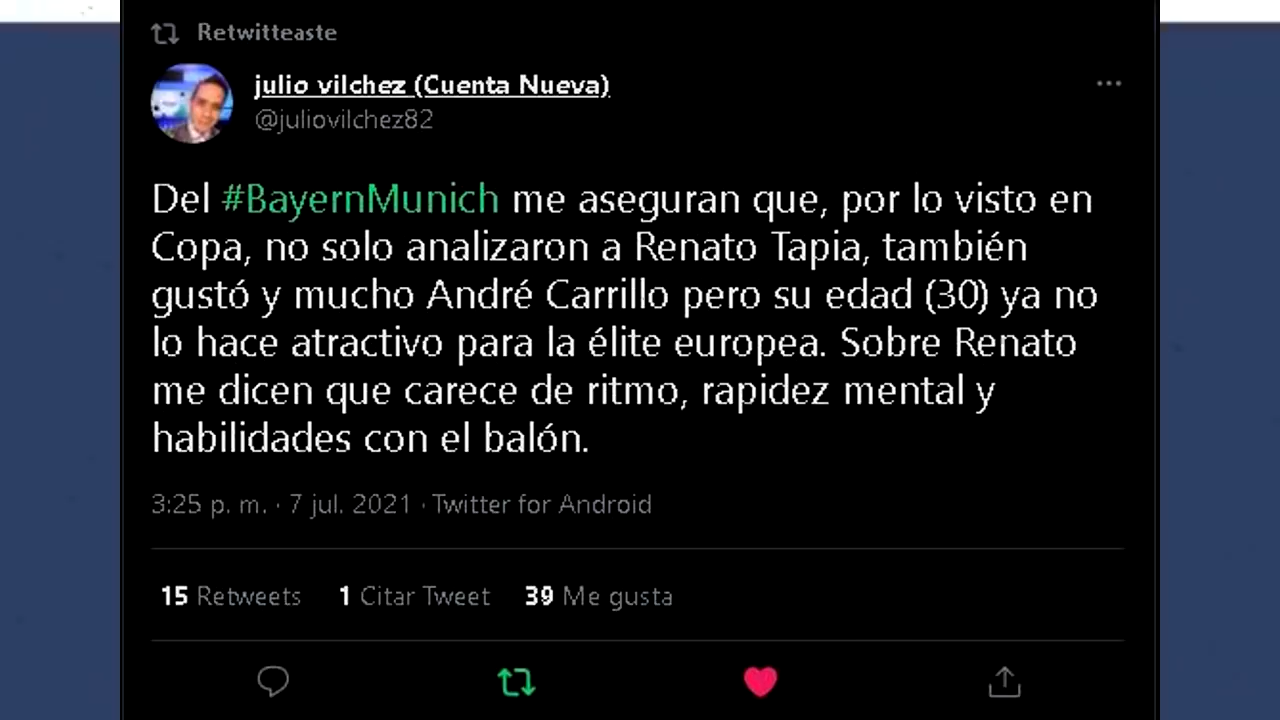 Retwitteaste
julio vilchez (Cuenta Nueva)
@juliovilchez82
Del #BayernMunich me aseguran que, por lo visto en
Copa, no solo analizaron a Renato Tapia, también
gustó y mucho André Carrillo pero su edad (30) ya no
lo hace atractivo para la élite europea. Sobre Renato
me dicen que carece de ritmo, rapidez mental y
habilidades con el balón.
3:25 p. m. · 7 jul. 2021 · Twitter for Android
15 Retweets 1 Citar Tweet 39 Me gusta